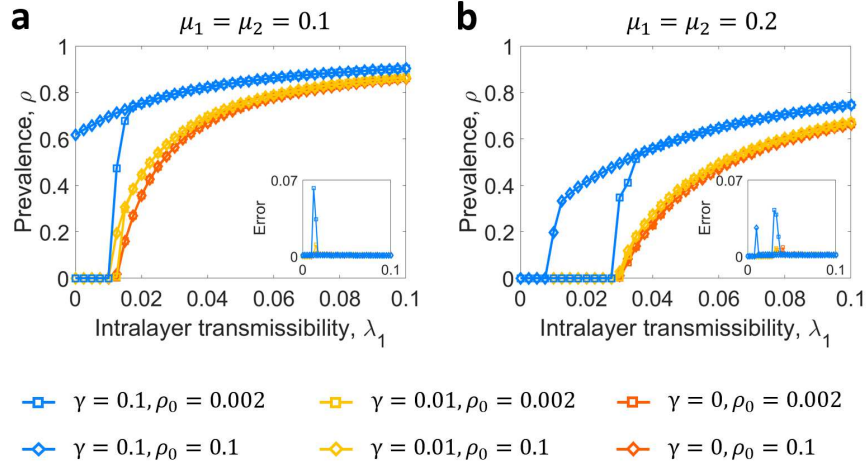 a
μ₁ = μ₂ = 0.1
1
0.8
0.6
0.4
0.2
0
Prevalence, ρ
0
0.02
0.04
0.06
0.08
0.1
Intralayer transmissibility, λ₁
0.07
Error
0
0
0.1
b
μ₁ = μ₂ = 0.2
1
0.8
0.6
0.4
0.2
0
Prevalence, ρ
0
0.02
0.04
0.06
0.08
0.1
Intralayer transmissibility, λ₁
0.07
Error
0
0
0.1
γ = 0.1, ρ₀ = 0.002
γ = 0.01, ρ₀ = 0.002
γ = 0, ρ₀ = 0.002
γ = 0.1, ρ₀ = 0.1
γ = 0.01, ρ₀ = 0.1
γ = 0, ρ₀ = 0.1